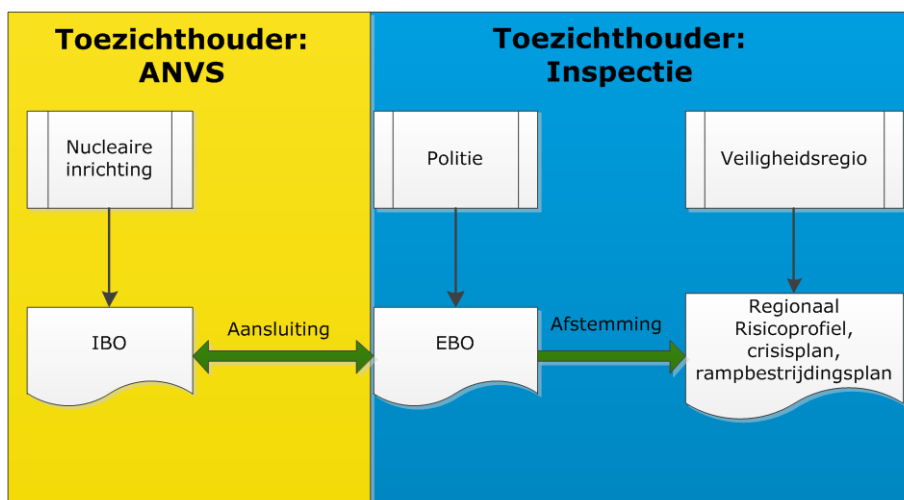 Toezichthouder:
ANVS
Toezichthouder:
Inspectie
Nucleaire
inrichting
Politie
Veiligheidsregio
IBO
Aansluiting
EBO
Afstemming
Regionaal
Risicoprofiel,
crisisplan,
rampbestrijdingsplan